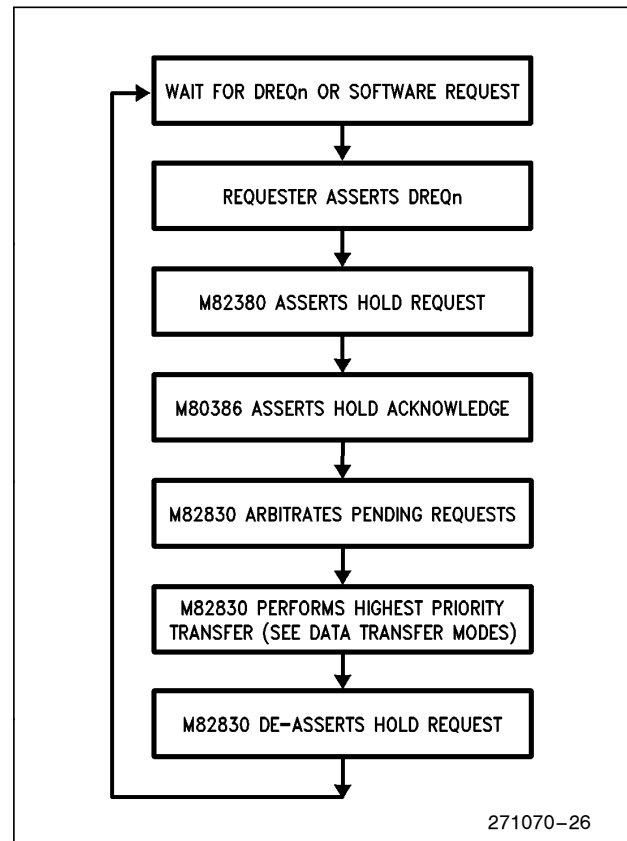 WAIT FOR DREQn OR SOFTWARE REQUEST
REQUESTER ASSERTS DREQn
M82380 ASSERTS HOLD REQUEST
M80386 ASSERTS HOLD ACKNOWLEDGE
M82830 ARBITRATES PENDING REQUESTS
M82830 PERFORMS HIGHEST PRIORITY
TRANSFER (SEE DATA TRANSFER MODES)
M82830 DE-ASSERTS HOLD REQUEST
271070-26